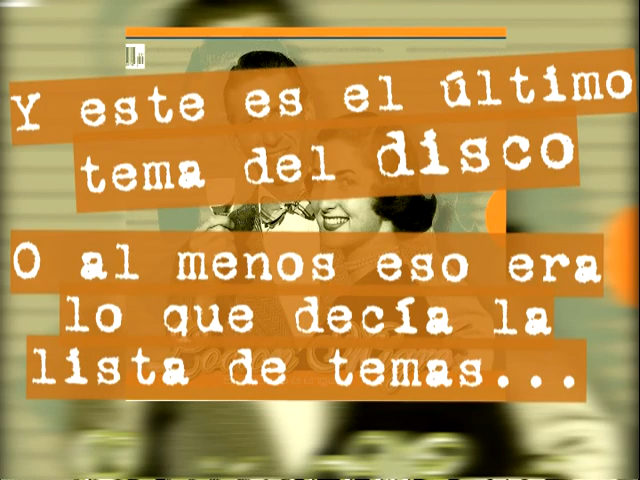 Y este es el último
tema del disco
O al menos eso era
lo que decía la
lista de temas...